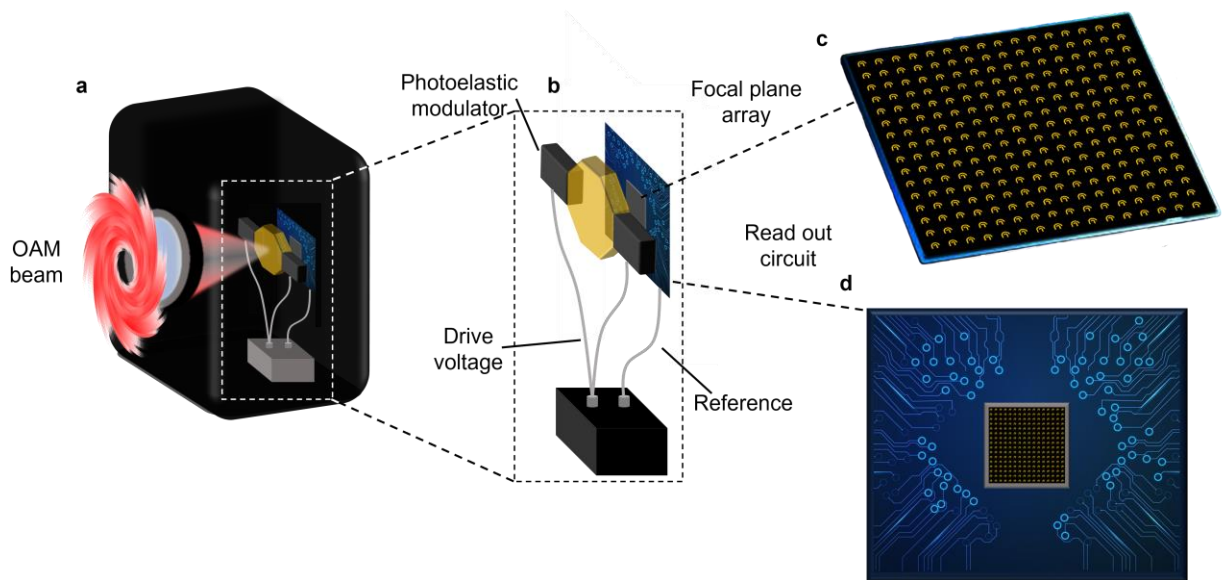 a
OAM
beam
Photoelastic
modulator
b
Focal plane
array
c
Drive
voltage
Reference
Read out
circuit
d